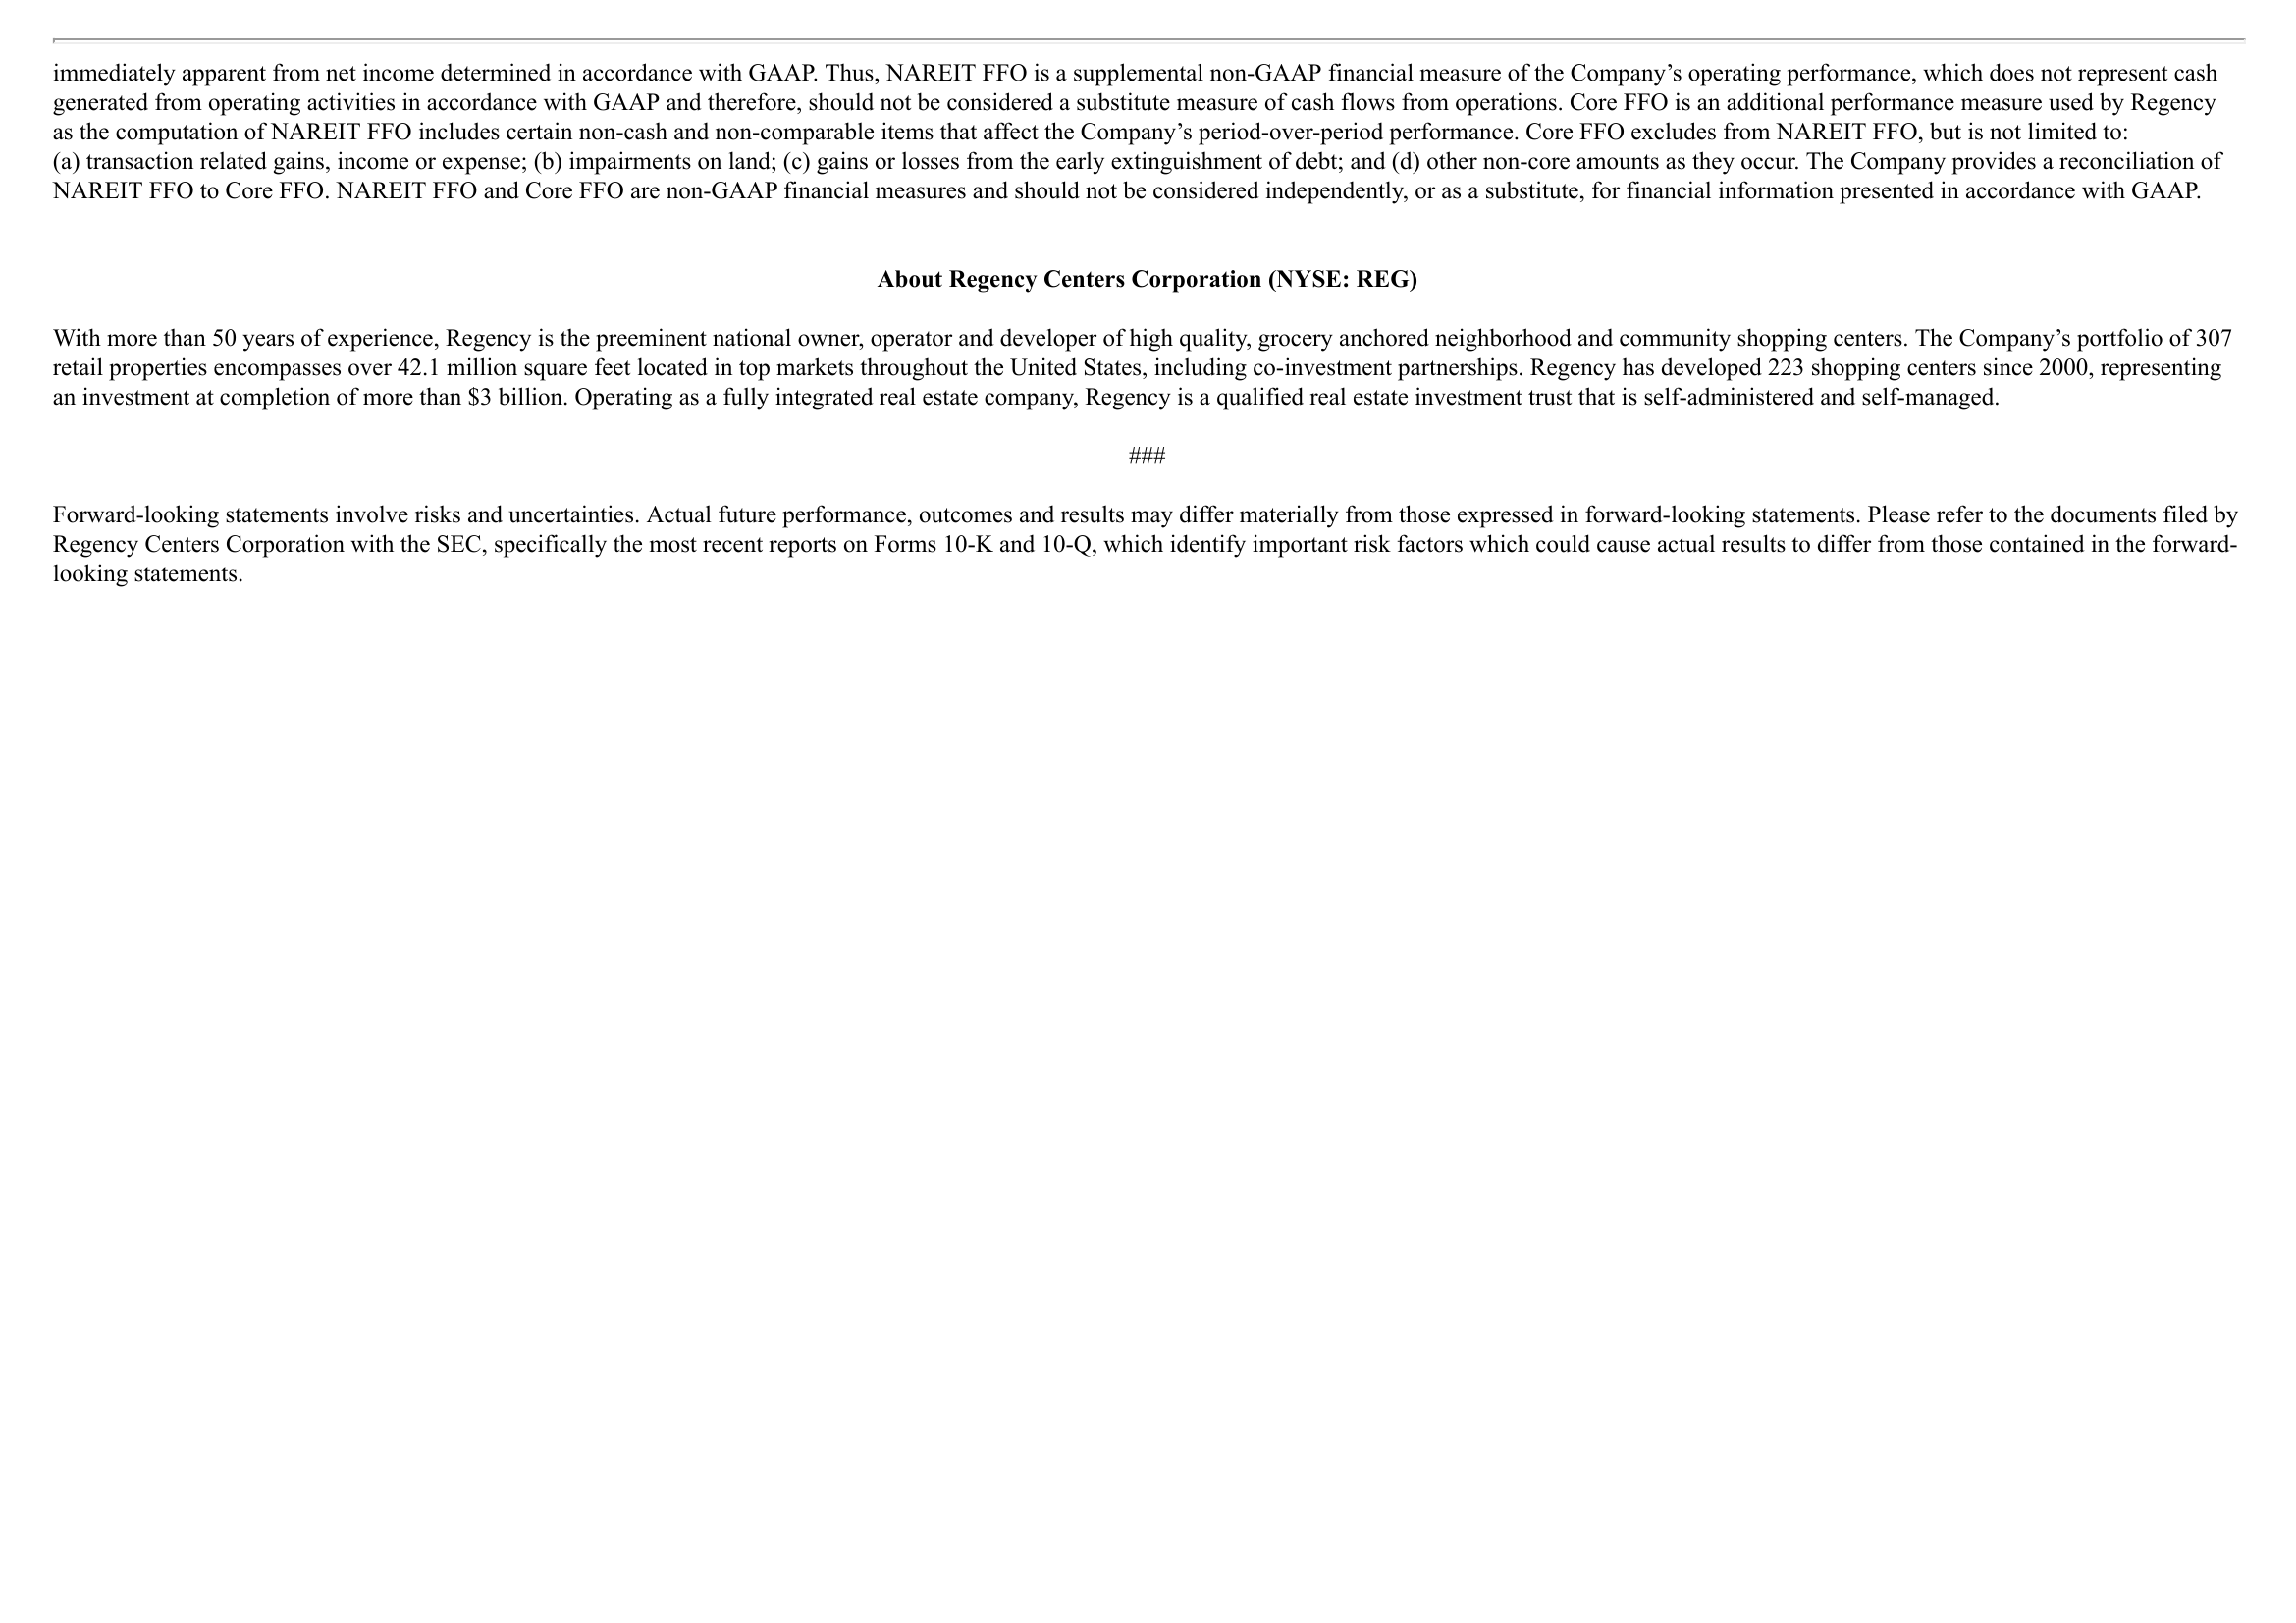 immediately apparent from net income determined in accordance with GAAP. Thus, NAREIT FFO is a supplemental non-GAAP financial measure of the Company’s operating performance, which does not represent cash
generated from operating activities in accordance with GAAP and therefore, should not be considered a substitute measure of cash flows from operations. Core FFO is an additional performance measure used by Regency
as the computation of NAREIT FFO includes certain non-cash and non-comparable items that affect the Company’s period-over-period performance. Core FFO excludes from NAREIT FFO, but is not limited to:
(a) transaction related gains, income or expense; (b) impairments on land; (c) gains or losses from the early extinguishment of debt; and (d) other non-core amounts as they occur. The Company provides a reconciliation of
NAREIT FFO to Core FFO. NAREIT FFO and Core FFO are non-GAAP financial measures and should not be considered independently, or as a substitute, for financial information presented in accordance with GAAP.
About Regency Centers Corporation (NYSE: REG)
With more than 50 years of experience, Regency is the preeminent national owner, operator and developer of high quality, grocery anchored neighborhood and community shopping centers. The Company’s portfolio of 307
retail properties encompasses over 42.1 million square feet located in top markets throughout the United States, including co-investment partnerships. Regency has developed 223 shopping centers since 2000, representing
an investment at completion of more than $3 billion. Operating as a fully integrated real estate company, Regency is a qualified real estate investment trust that is self-administered and self-managed.
###
Forward-looking statements involve risks and uncertainties. Actual future performance, outcomes and results may differ materially from those expressed in forward-looking statements. Please refer to the documents filed by
Regency Centers Corporation with the SEC, specifically the most recent reports on Forms 10-K and 10-Q, which identify important risk factors which could cause actual results to differ from those contained in the forward-
looking statements.